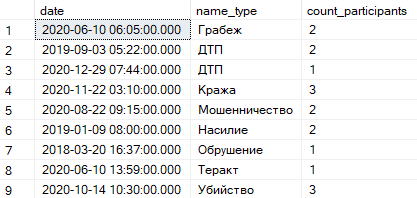 date name_type count_participants
1 2020-06-10 06:05:00.000 Грабеж 2
2 2019-09-03 05:22:00.000 ДТП 2
3 2020-12-29 07:44:00.000 ДТП 1
4 2020-11-22 03:10:00.000 Кража 3
5 2020-08-22 09:15:00.000 Мошенничество 2
6 2019-01-09 08:00:00.000 Насилие 2
7 2018-03-20 16:37:00.000 Обрушение 1
8 2020-06-10 13:59:00.000 Теракт 1
9 2020-10-14 10:30:00.000 Убийство 3